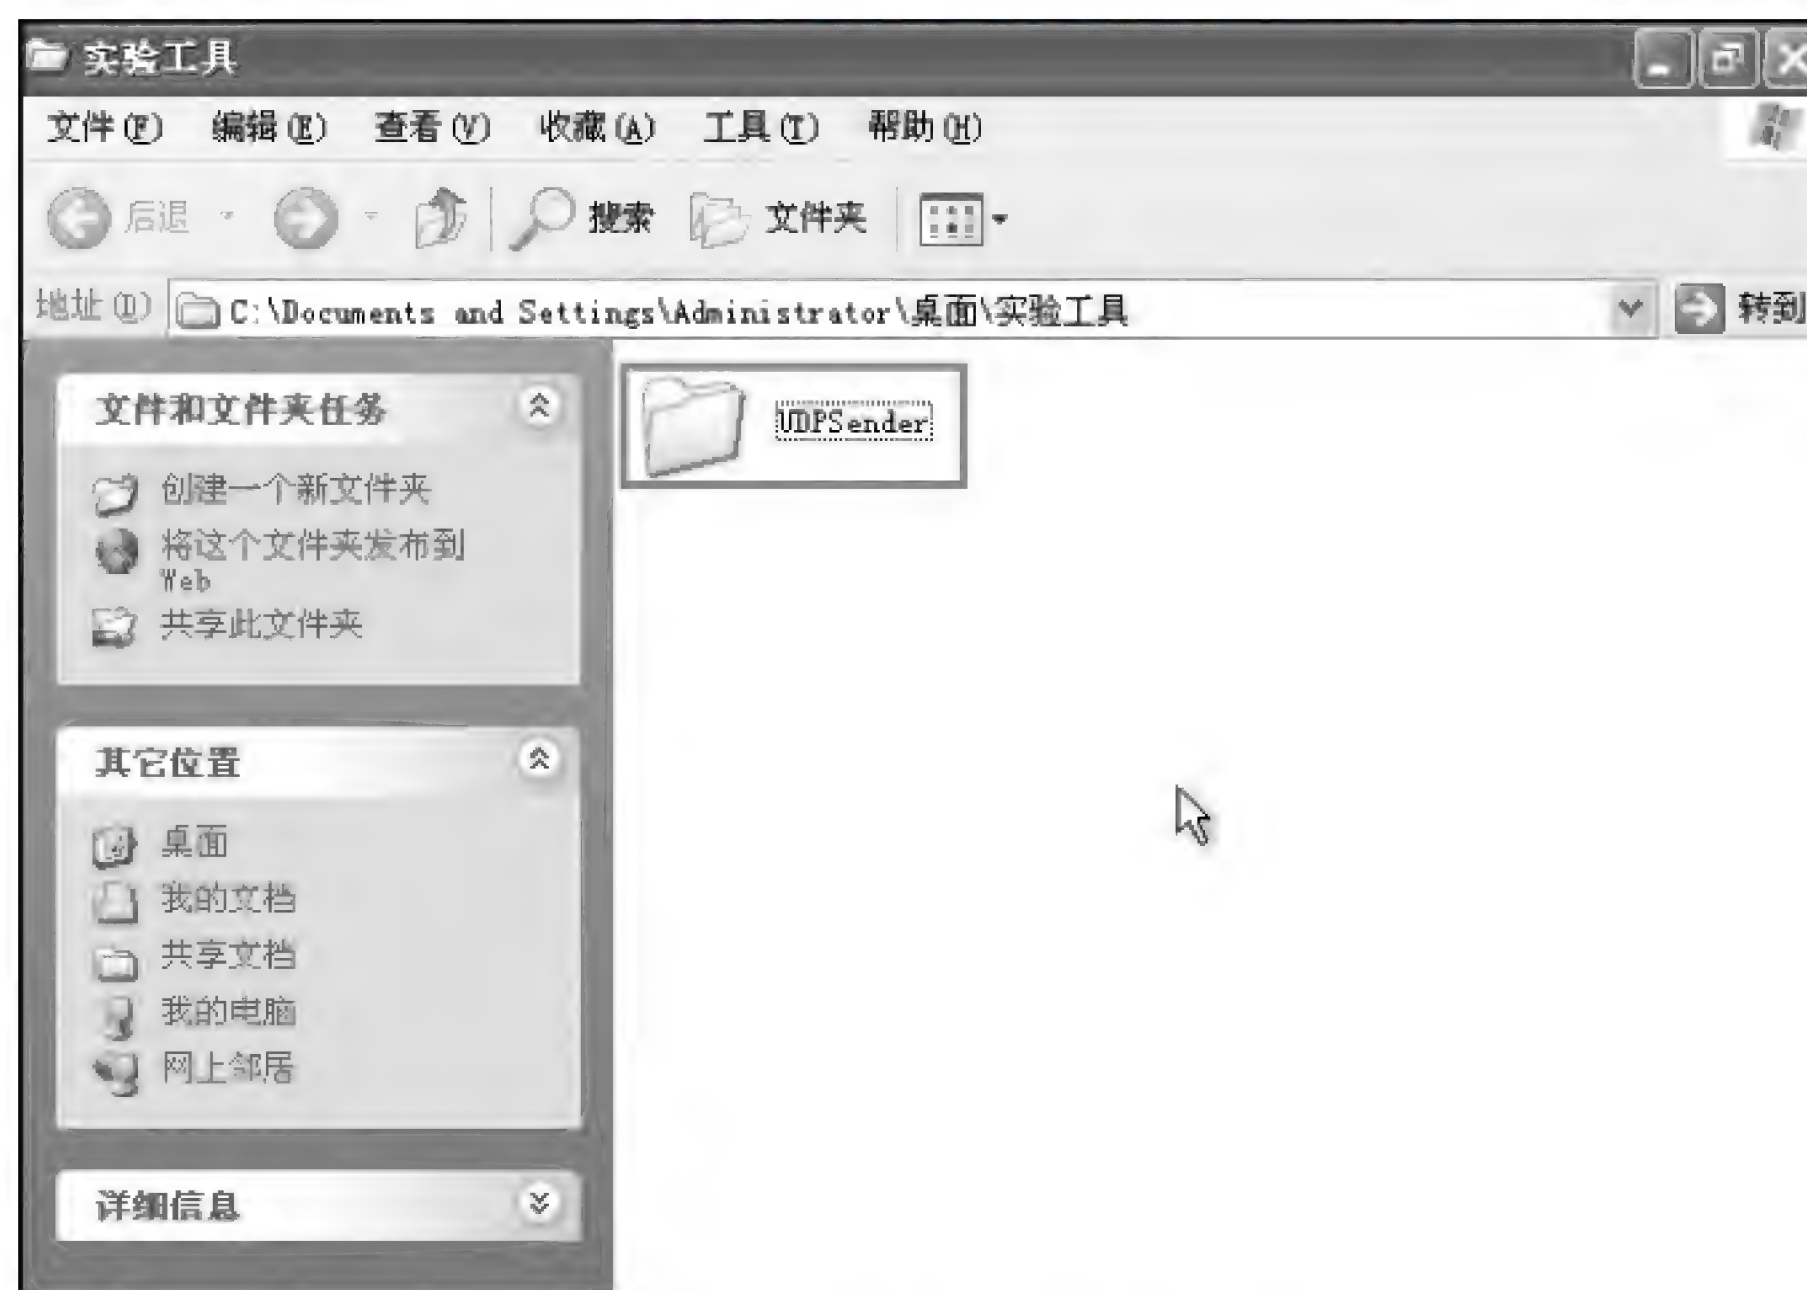 实验工具
文件(F) 编辑(E) 查看(V) 收藏(A) 工具(T) 帮助(H)
后退 搜索 文件夹
地址(D) C:\Documents and Settings\Administrator\桌面\实验工具 转到
文件和文件夹任务
UDPSender
创建一个新文件夹
将这个文件夹发布到
Web
共享此文件夹
其它位置
桌面
我的文档
共享文档
我的电脑
网上邻居
详细信息